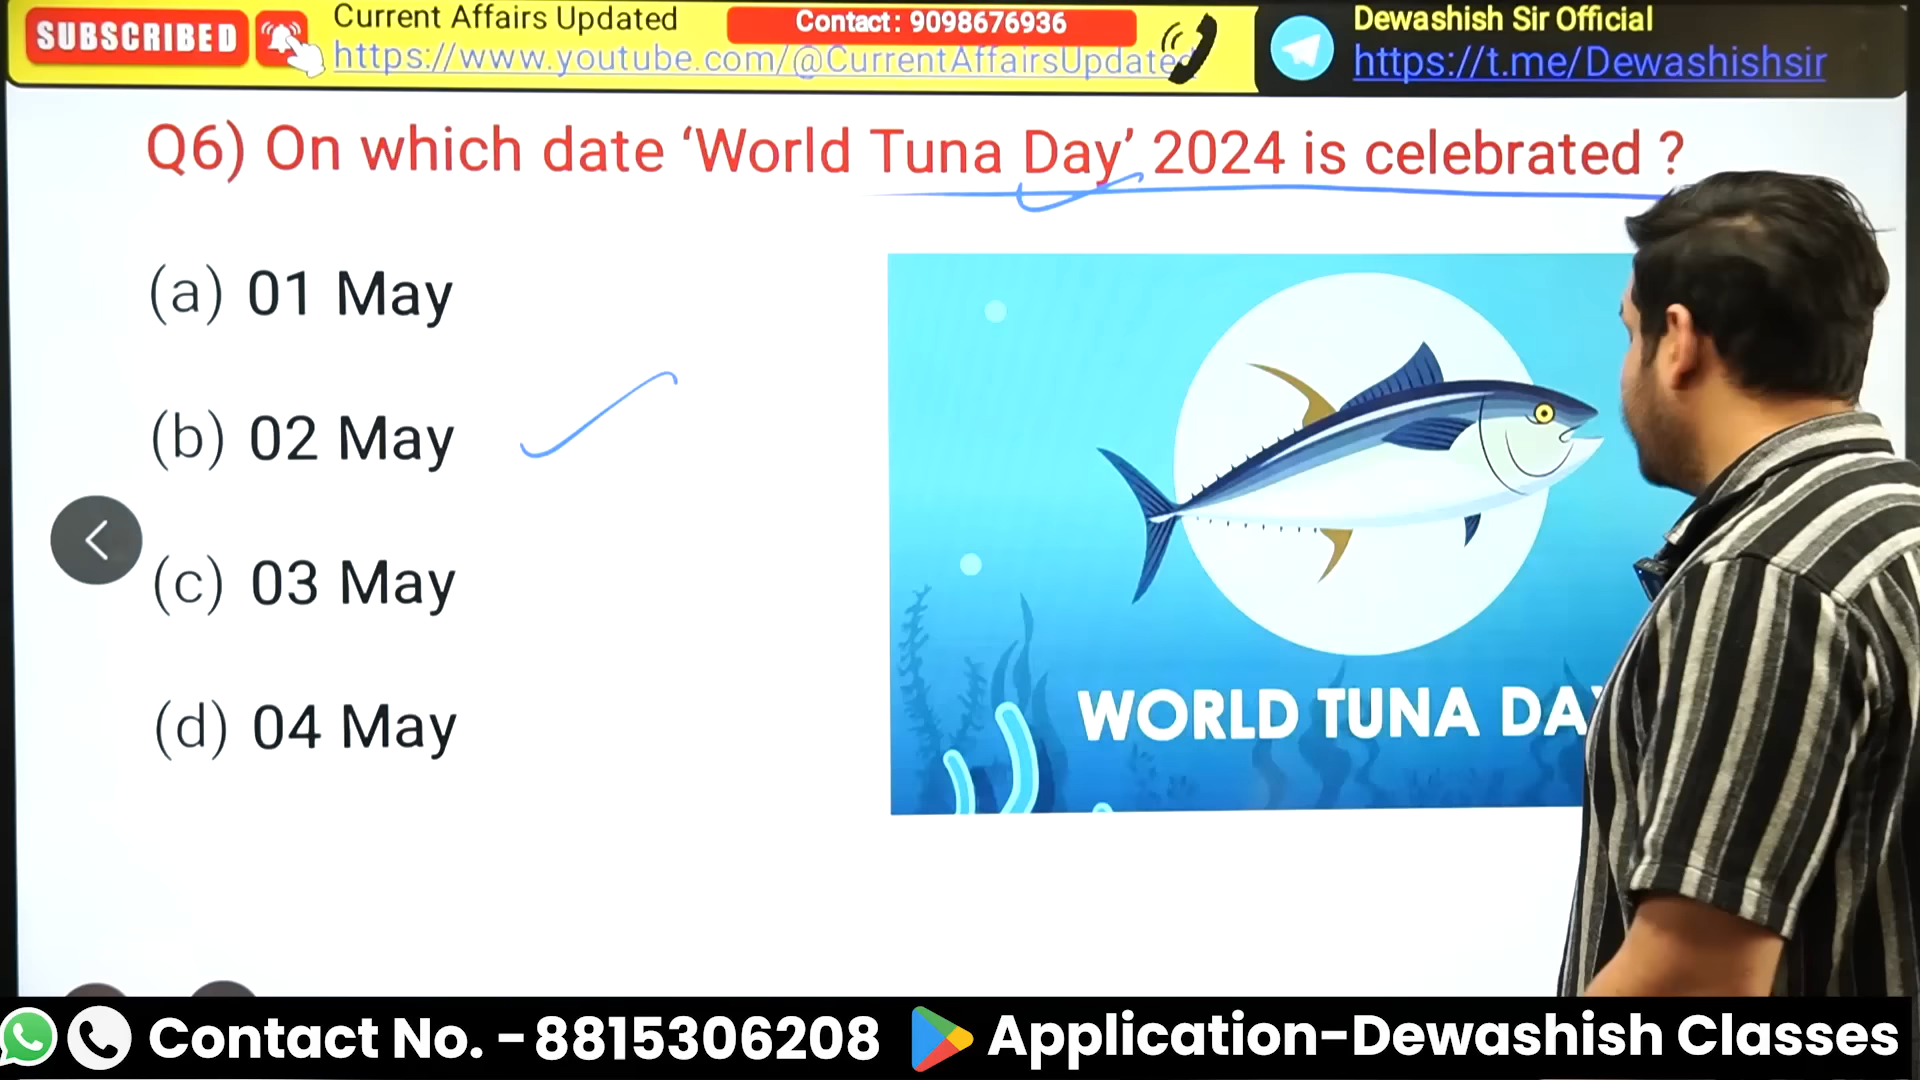 SUBSCRIBED
Current Affairs Updated
https://www.youtube.com/@CurrentAffairsUpdated
Contact: 9098676936
Dewashish Sir Official
https://t.me/Dewashishsir
Q6) On which date ‘World Tuna Day’ 2024 is celebrated ?
(a) 01 May
(b) 02 May
(c) 03 May
(d) 04 May
WORLD TUNA DAY
Contact No. - 8815306208
Application-Dewashish Classes